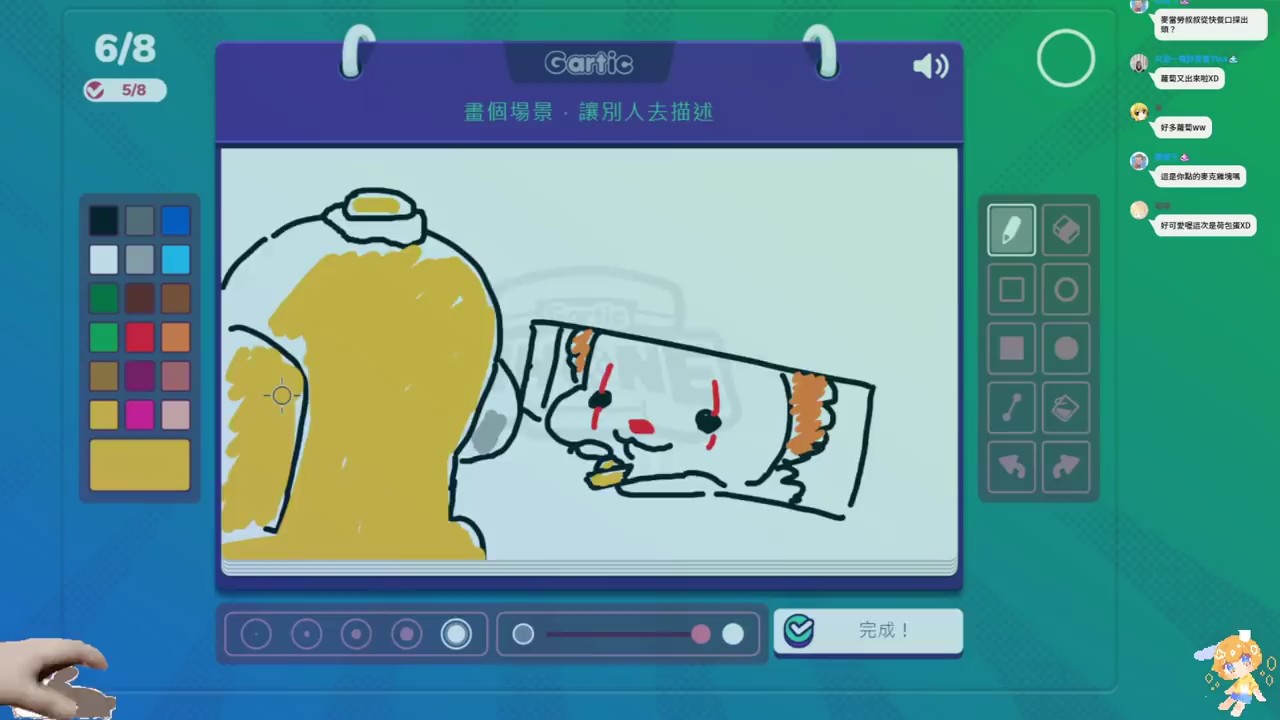 6/8
5/8
Gartic
畫個場景，讓別人去描述
完成！
麥當勞叔叔從快餐口探出
頭？
蘿蔔又出來啦XD
好多蘿蔔ww
這是你點的麥克雞塊嗎
好可愛喔這次是荷包蛋XD
Gartic